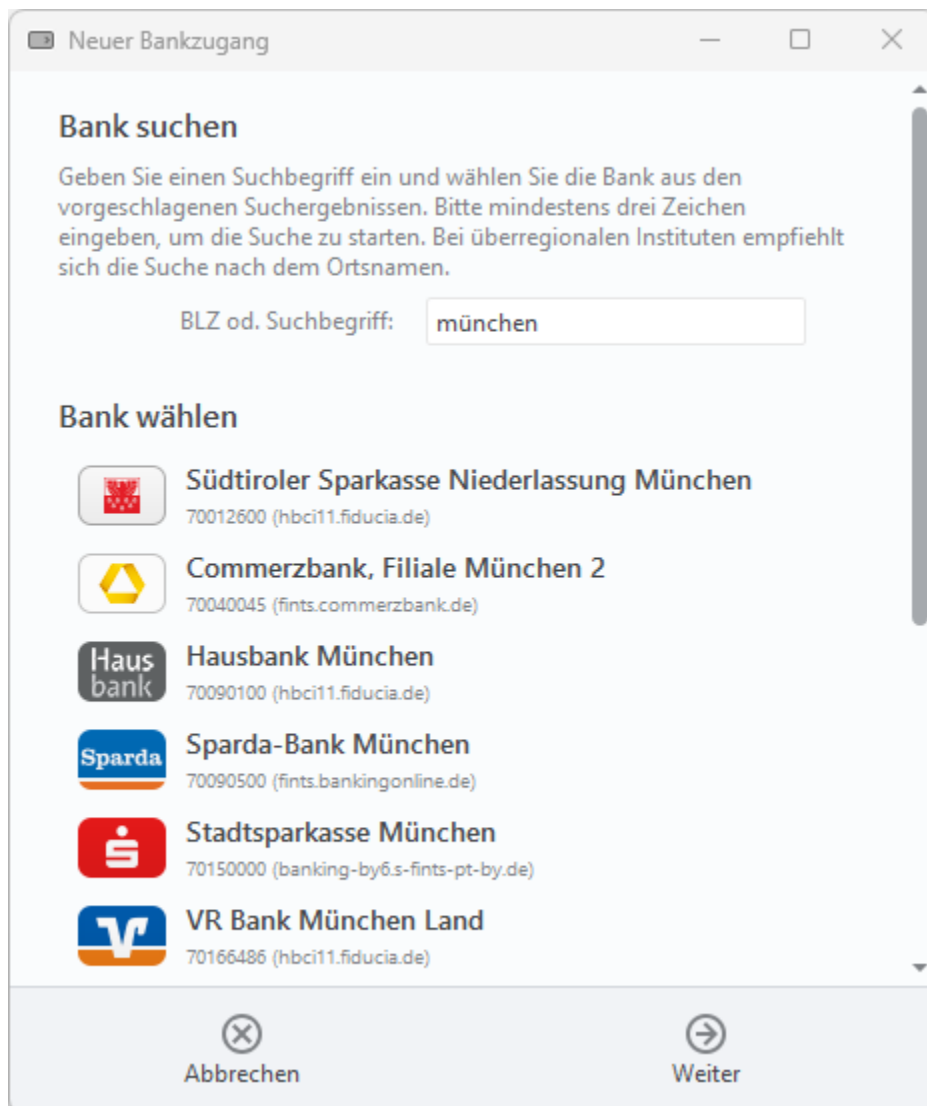 Neuer Bankzugang
Bank suchen
Geben Sie einen Suchbegriff ein und wählen Sie die Bank aus den
vorgeschlagenen Suchergebnissen. Bitte mindestens drei Zeichen
eingeben, um die Suche zu starten. Bei überregionalen Instituten empfiehlt
sich die Suche nach dem Ortsnamen.
BLZ od. Suchbegriff: münchen
Bank wählen
Südtiroler Sparkasse Niederlassung München
70012600 (hbci11.fiducia.de)
Commerzbank, Filiale München 2
70040045 (fints.commerzbank.de)
Haus
bank
Hausbank München
70090100 (hbci11.fiducia.de)
Sparda
Sparda-Bank München
70090500 (fints.bankingonline.de)
Stadtsparkasse München
70150000 (banking-by6.s-fints-pt-by.de)
VR Bank München Land
70166486 (hbci11.fiducia.de)
Abbrechen
Weiter